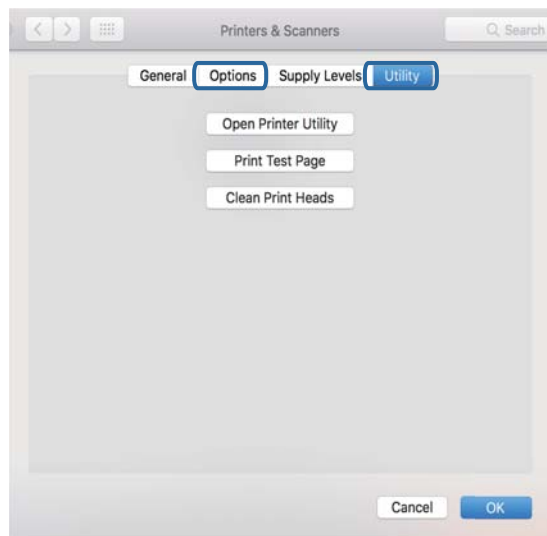 Printers & Scanners
Search
General Options Supply Levels Utility
Open Printer Utility
Print Test Page
Clean Print Heads
Cancel OK